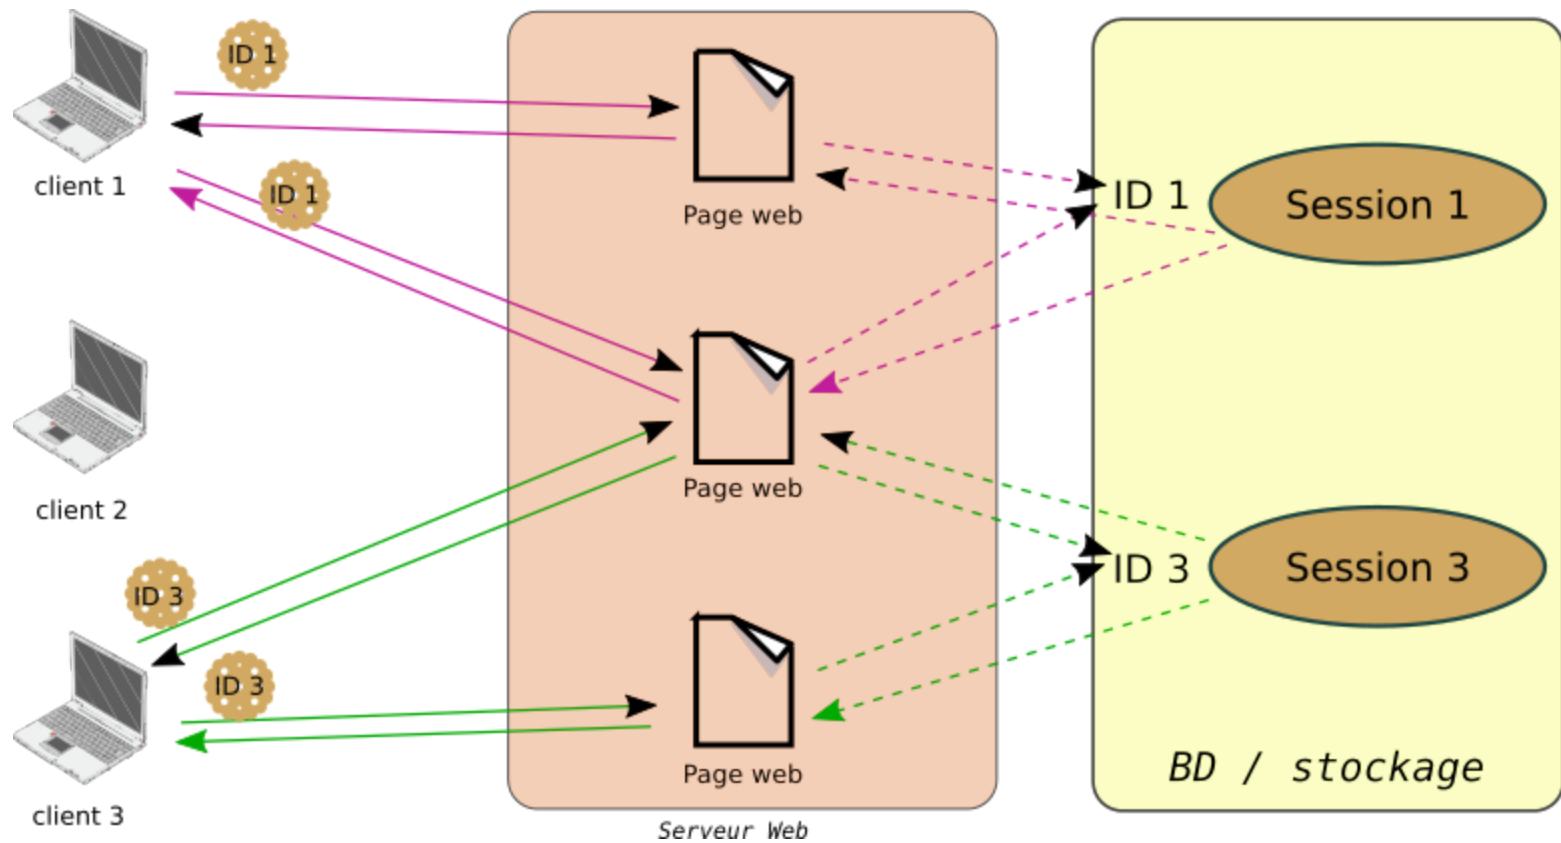 ID 1
client 1
ID 1
Page web
ID 1
Session 1
client 2
Page web
ID 3
client 3
ID 3
Page web
ID 3
Session 3
BD / stockage
Serveur Web